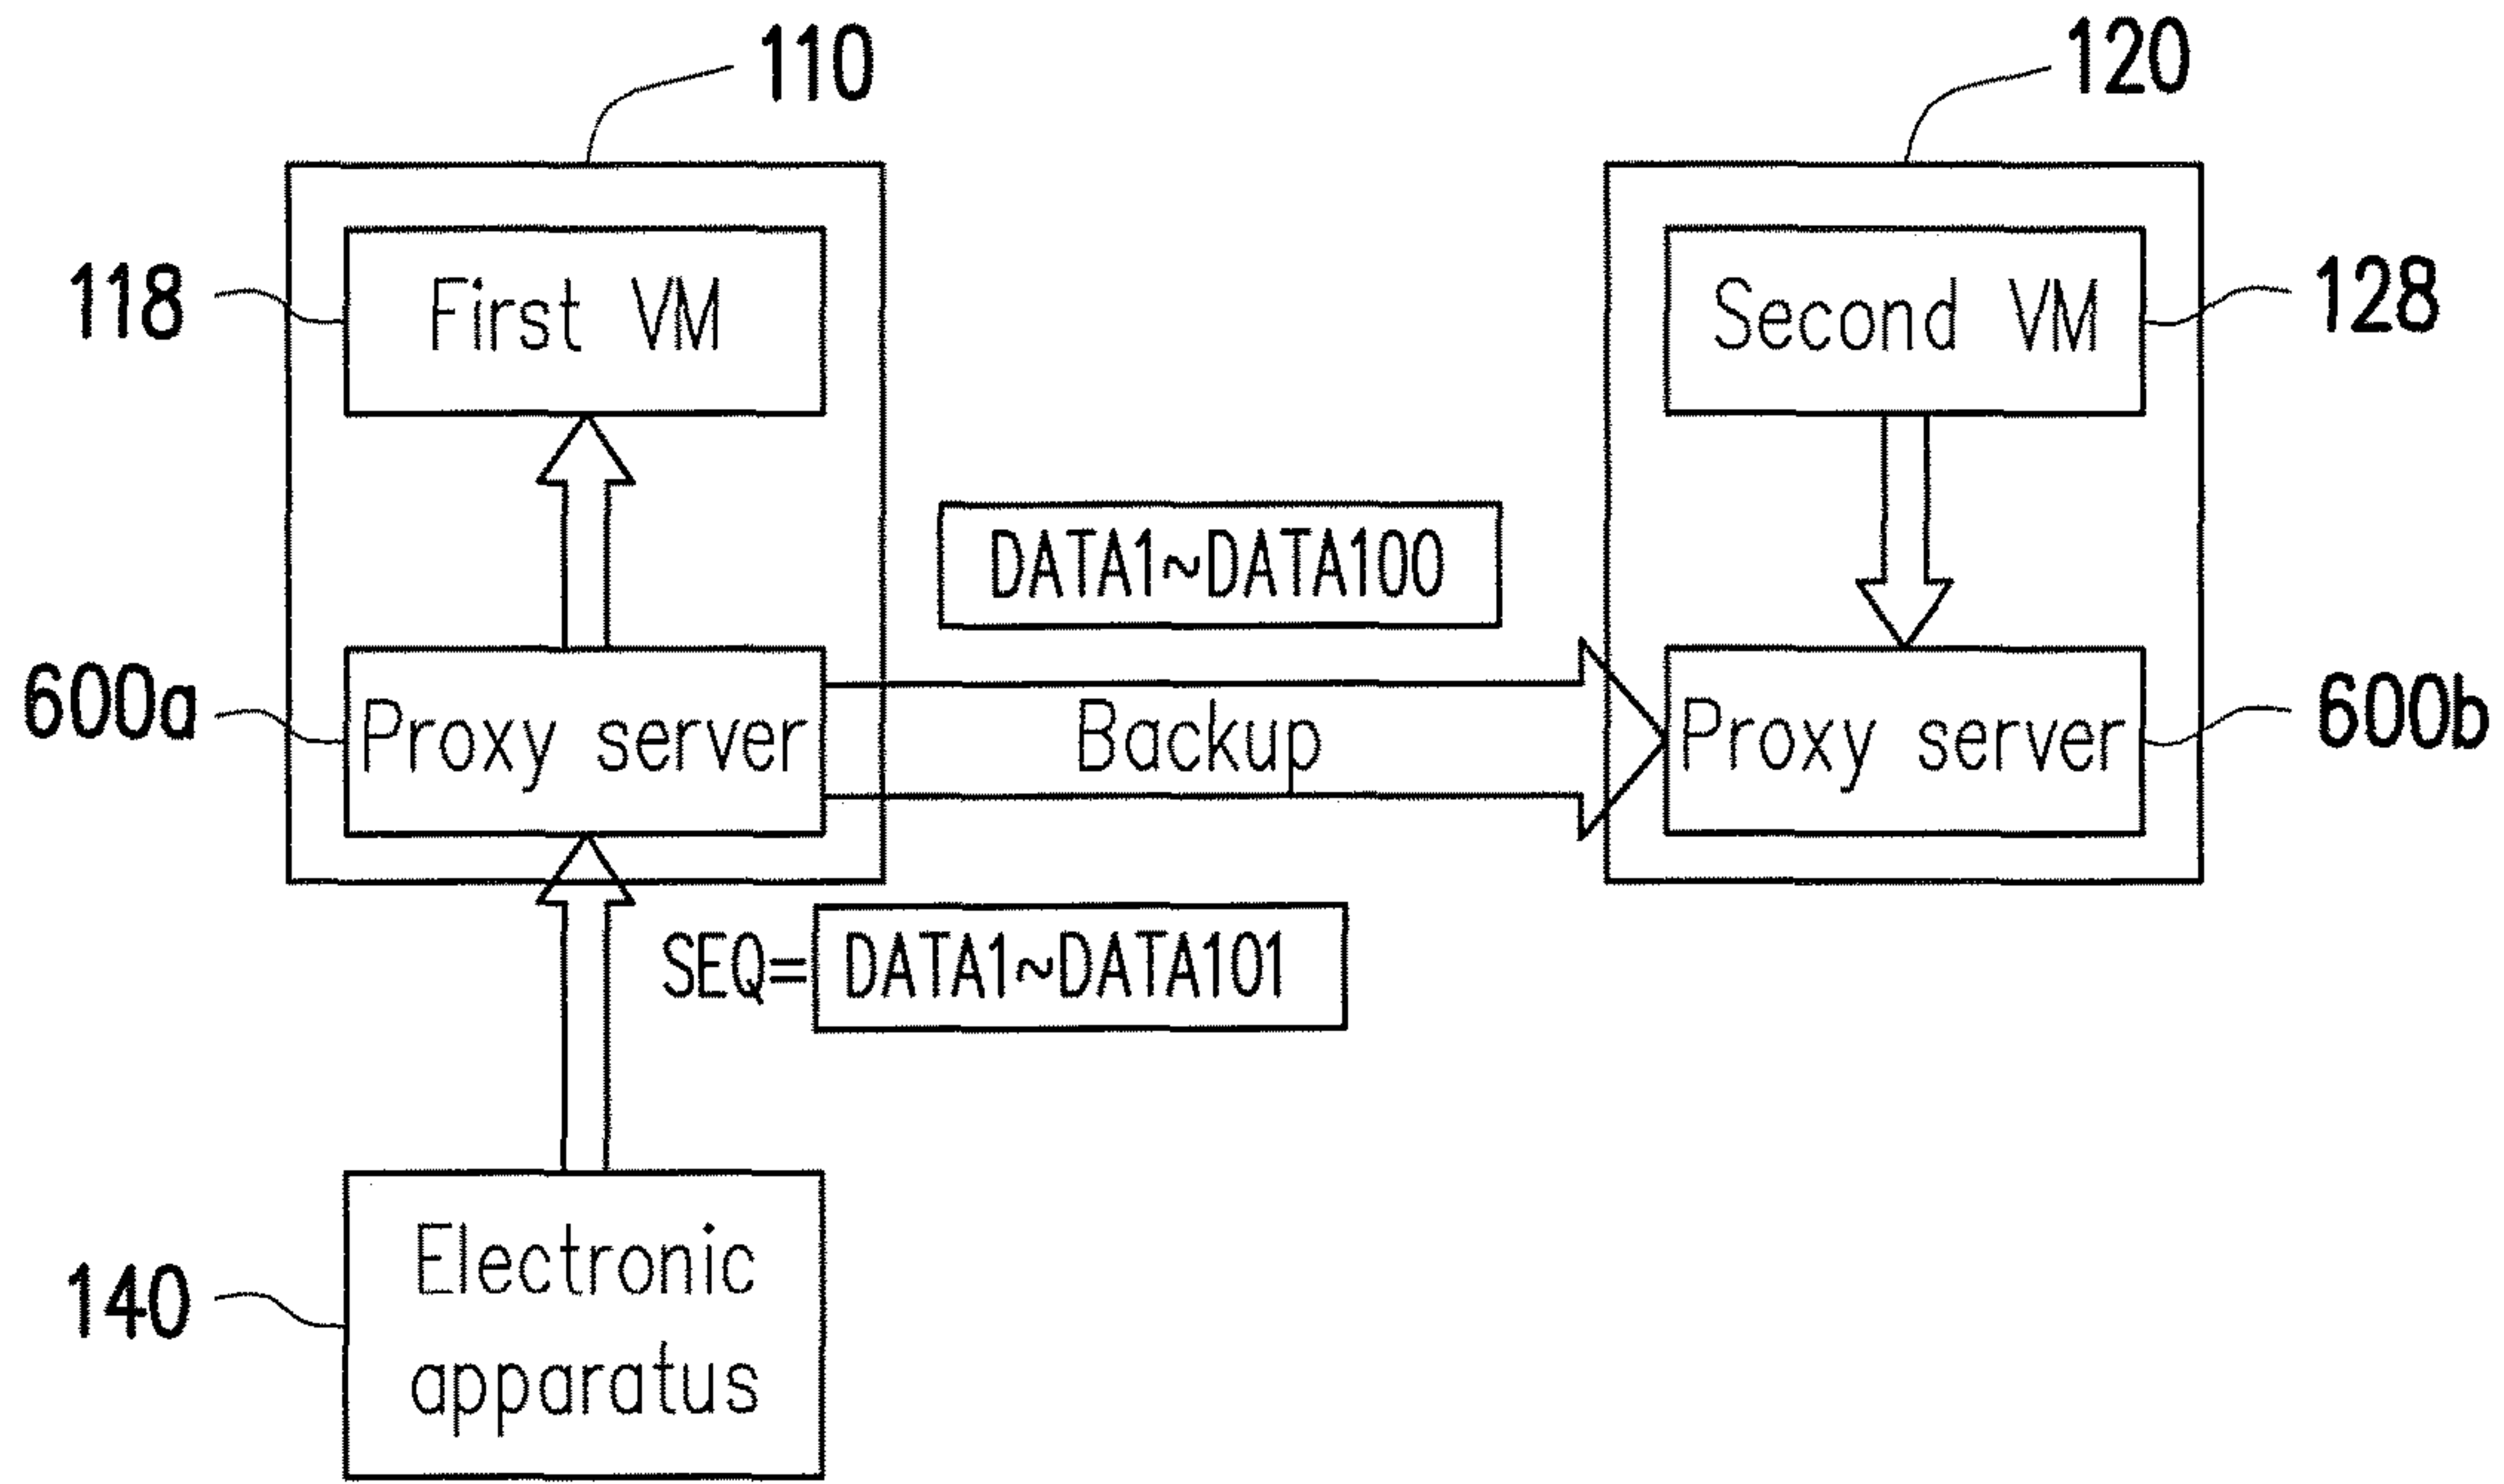 110
120
First VM
118
Second VM
128
DATA1~DATA100
600a
Proxy server
Backup
Proxy server
600b
SEQ= DATA1~DATA101
140
Electronic
apparatus